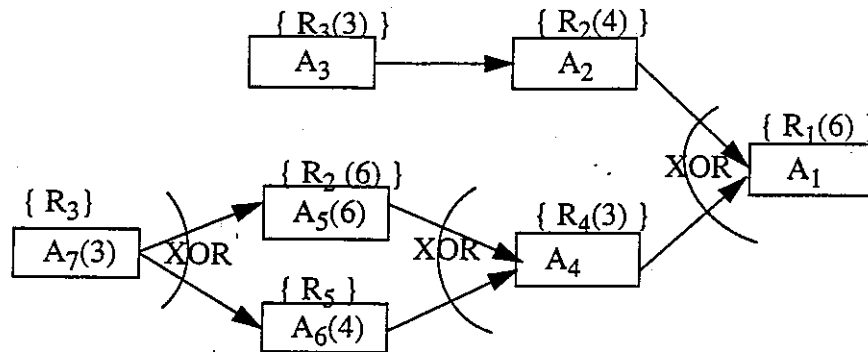 { R₃(3) }
{ R₂(4) }
A₃
A₂
{ R₁(6) }
XOR
A₁
{ R₂ (6) }
{ R₃}
A₅(6)
{ R₄(3) }
A₇(3)
XOR
XOR
A₄
{ R₅ }
A₆(4)